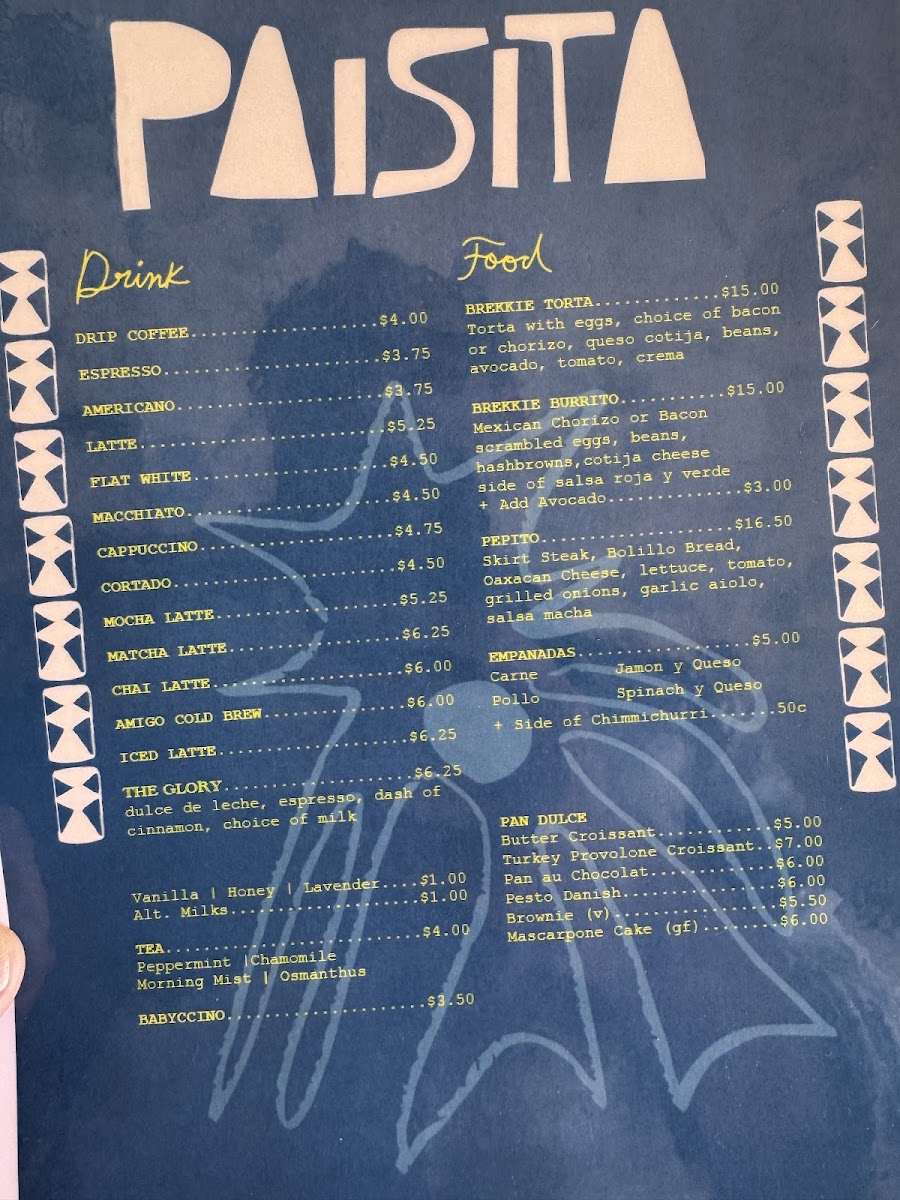 PAISITA
Drink
DRIP COFFEE....................$4.00
ESPRESSO.......................$3.75
AMERICANO......................$3.75
LATTE..........................$5.25
FLAT WHITE.....................$4.50
MACCHIATO......................$4.50
CAPPUCCINO.....................$4.75
CORTADO........................$4.50
MOCHA LATTE....................$5.25
MATCHA LATTE...................$6.25
CHAI LATTE.....................$6.00
AMIGO COLD BREW................$6.00
ICED LATTE.....................$6.25
THE GLORY......................$6.25
dulce de leche, espresso, dash of
cinnamon, choice of milk
Vanilla | Honey | Lavender....$1.00
Alt. Milks....................$1.00
TEA...........................$4.00
Peppermint |Chamomile
Morning Mist | Osmanthus
BABYCCINO.....................$3.50
Food
BREKKIE TORTA.............$15.00
Torta with eggs, choice of bacon
or chorizo, queso cotija, beans,
avocado, tomato, crema
BREKKIE BURRITO...........$15.00
Mexican Chorizo or Bacon
scrambled eggs, beans,
hashbrowns,cotija cheese
side of salsa roja y verde
+ Add Avocado..............$3.00
PEPITO....................$16.50
Skirt Steak, Bolillo Bread,
Oaxacan Cheese, lettuce, tomato,
grilled onions, garlic aiolo,
salsa macha
EMPANADAS..................$5.00
Carne Jamon y Queso
Pollo Spinach y Queso
+ Side of Chimmichurri.......50c
PAN DULCE
Butter Croissant............$5.00
Turkey Provolone Croissant..$7.00
Pan au Chocolat.............$6.00
Pesto Danish................$6.00
Brownie (v).................$5.50
Mascarpone Cake (gf)........$6.00